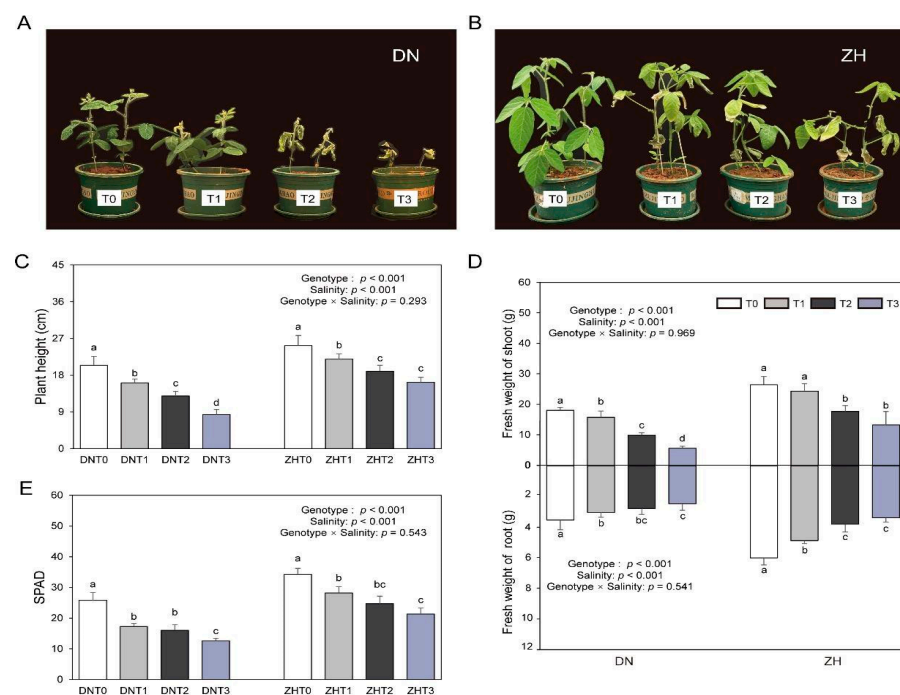 A
DN
T0
T1
T2
T3
B
ZH
T0
T1
T2
T3
C
Plant height (cm)
45
36
27
18
9
0
Genotype : p < 0.001
Salinity: p < 0.001
Genotype × Salinity: p = 0.293
a
b
c
d
a
b
c
c
DNT0 DNT1 DNT2 DNT3 ZHT0 ZHT1 ZHT2 ZHT3
D
Fresh weight of shoot (g)
60
50
40
30
20
10
0
Genotype : p < 0.001
Salinity: p < 0.001
Genotype × Salinity: p = 0.969
T0 T1 T2 T3
a
b
c
d
a
a
b
b
Fresh weight of root (g)
2
4
6
8
10
12
a
b
bc
c
a
b
c
c
Genotype : p < 0.001
Salinity: p < 0.001
Genotype × Salinity: p = 0.541
DN ZH
E
SPAD
60
50
40
30
20
10
0
Genotype : p < 0.001
Salinity: p < 0.001
Genotype × Salinity: p = 0.543
a
b
b
c
a
b
bc
c
DNT0 DNT1 DNT2 DNT3 ZHT0 ZHT1 ZHT2 ZHT3